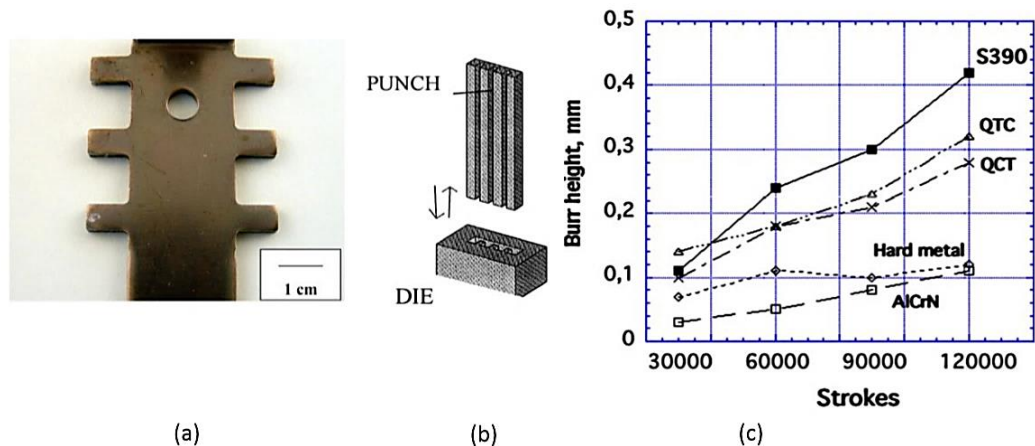 1 cm
(a)
PUNCH
DIE
(b)
Burr height, mm
0,5
0,4
0,3
0,2
0,1
0
S390
QTC
QCT
Hard metal
AlCrN
30000 60000 90000 120000
Strokes
(c)